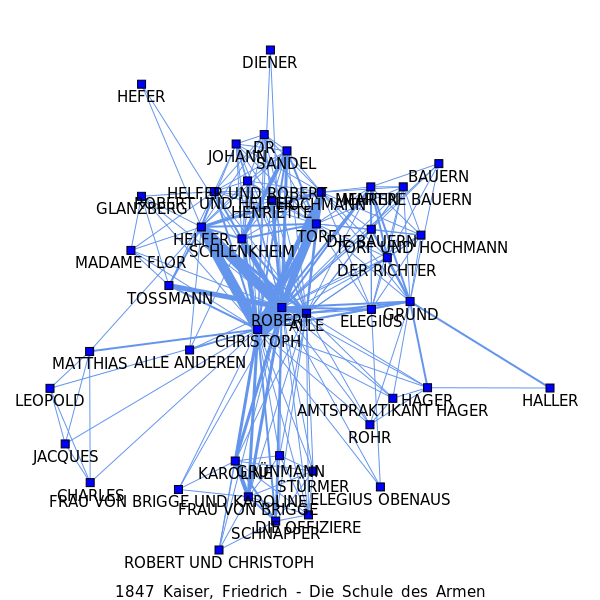 DIENER
HEFER
DR
JOHANN
SANDEL
BAUERN
HELFER UND ROBERT
ROBERT UND HELFER
HOCHMANN
MEHRERE BAUERN
GLANZBERG
HENRIETTE
HELFER
TORF
DIE BAUERN
TORF UND HOCHMANN
SCHLENKHEIM
MADAME FLOR
DER RICHTER
TOSSMANN
ROBERT
ALLE
ELEGIUS
GRUND
CHRISTOPH
MATTHIAS
ALLE ANDEREN
LEOPOLD
HAGER
HALLER
AMTSPRAKTIKANT HAGER
ROHR
JACQUES
KAROLINE
GRÜNMANN
STÜRMER
CHARLES
FRAU VON BRIGGE UND KAROLINE
ELEGIUS OBENAUS
FRAU VON BRIGGE
DIE OFFIZIERE
SCHNAPPER
ROBERT UND CHRISTOPH
1847 Kaiser, Friedrich - Die Schule des Armen